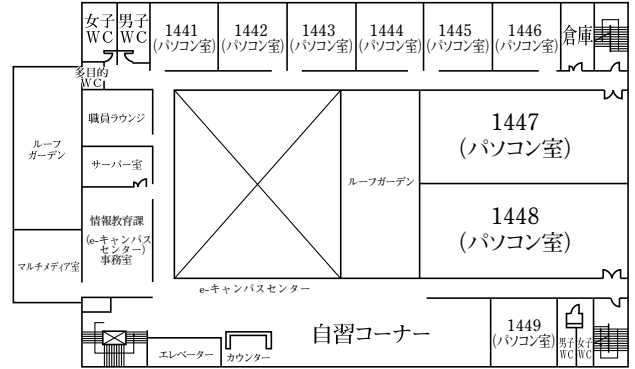 女子
WC
男子
WC
1441
(パソコン室)
1442
(パソコン室)
1443
(パソコン室)
1444
(パソコン室)
1445
(パソコン室)
1446
(パソコン室)
倉庫
多目的
WC
職員ラウンジ
ルーフ
ガーデン
サーバー室
1447
(パソコン室)
ルーフガーデン
情報教育課
(e-キャンパス
センター)
事務室
1448
(パソコン室)
マルチメディア室
e-キャンパスセンター
自習コーナー
1449
(パソコン室)
エレベーター
カウンター
男子
WC
女子
WC